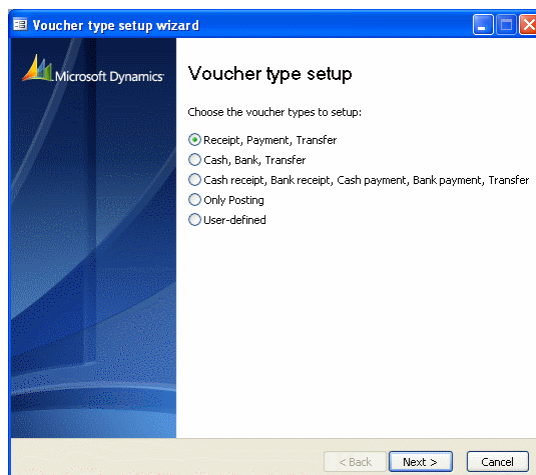 Voucher type setup wizard
Microsoft Dynamics
Voucher type setup
Choose the voucher types to setup:
Receipt, Payment, Transfer
Cash, Bank, Transfer
Cash receipt, Bank receipt, Cash payment, Bank payment, Transfer
Only Posting
User-defined
< Back Next > Cancel